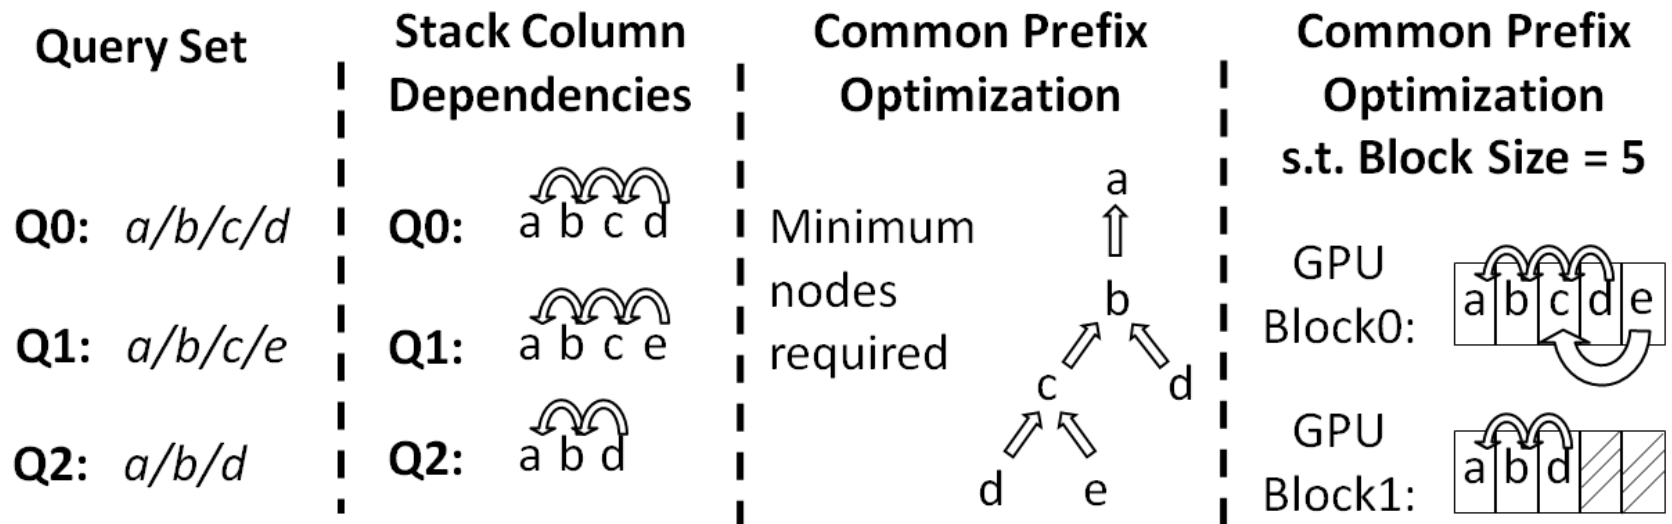 Query Set
Q0: a/b/c/d
Q1: a/b/c/e
Q2: a/b/d
Stack Column
Dependencies
Q0: a b c d
Q1: a b c e
Q2: a b d
Common Prefix
Optimization
Minimum
nodes
required
a
b
c d
d e
Common Prefix
Optimization
s.t. Block Size = 5
GPU
Block0:
a b c d e
GPU
Block1:
a b d